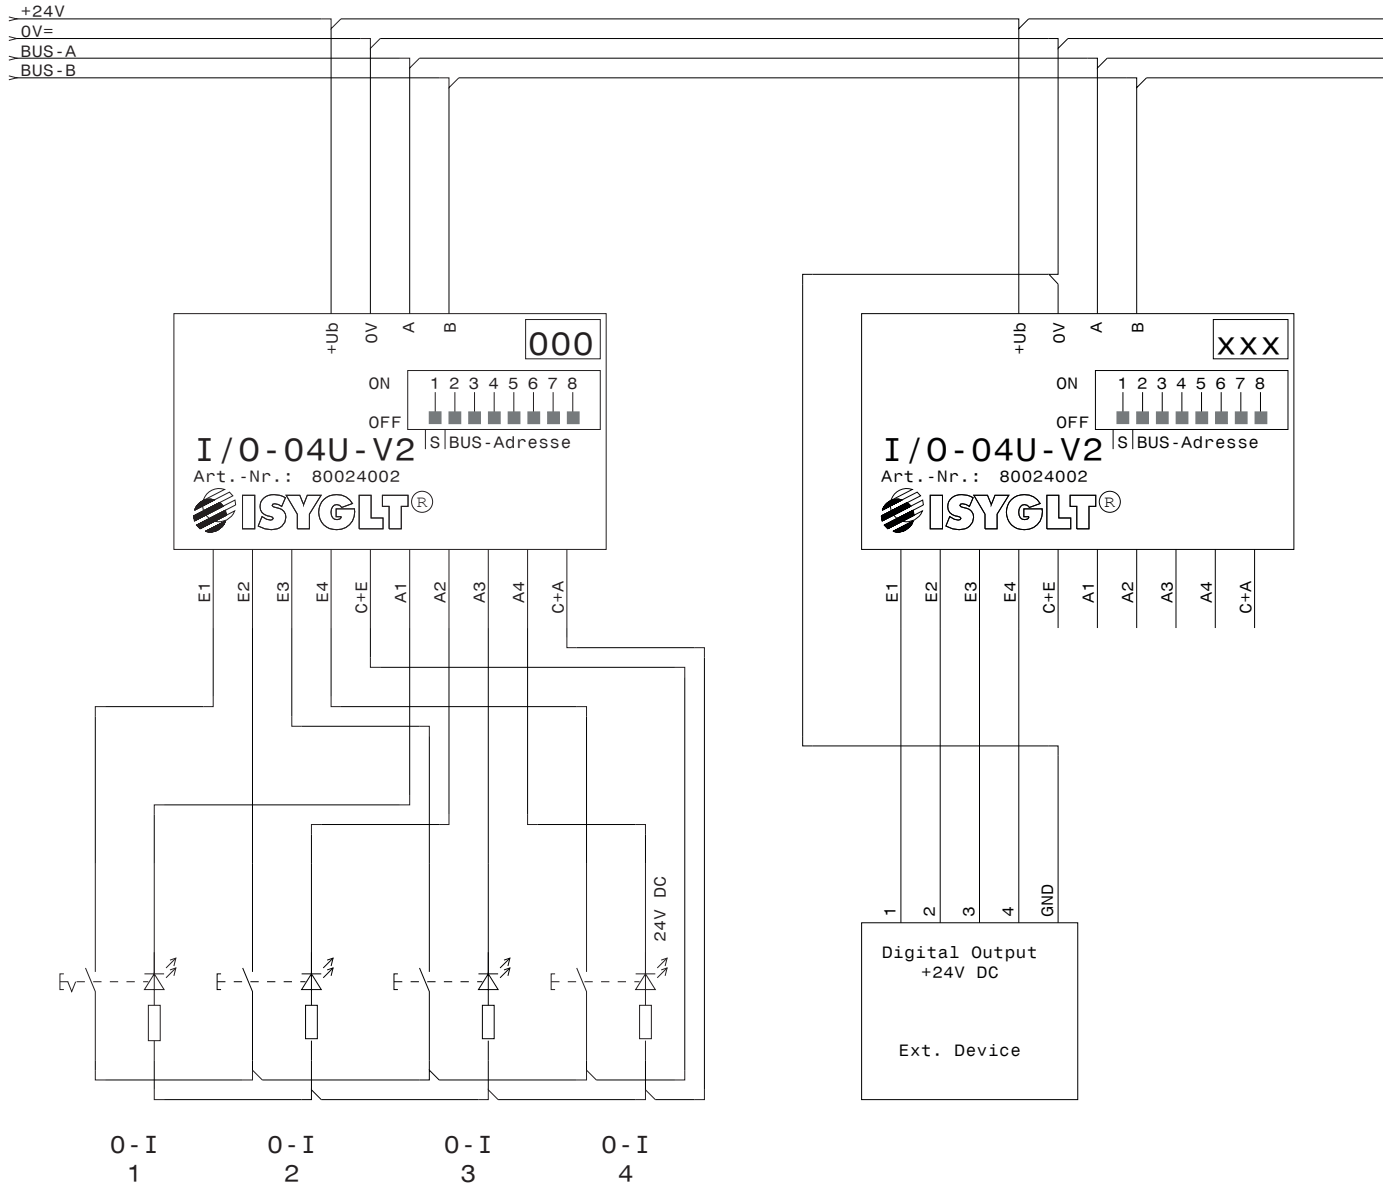 +24V
0V=
BUS-A
BUS-B
+Ub
0V
A
B
000
ON
1 2 3 4 5 6 7 8
OFF
S BUS-Adresse
I/O-04U-V2
Art.-Nr.: 80024002
ISYGLT®
E1
E2
E3
E4
C+E
A1
A2
A3
A4
C+A
24V DC
O-I
1
O-I
2
O-I
3
O-I
4
+Ub
0V
A
B
xxx
ON
1 2 3 4 5 6 7 8
OFF
S BUS-Adresse
I/O-04U-V2
Art.-Nr.: 80024002
ISYGLT®
E1
E2
E3
E4
C+E
A1
A2
A3
A4
C+A
1
2
3
4
GND
Digital Output
+24V DC
Ext. Device